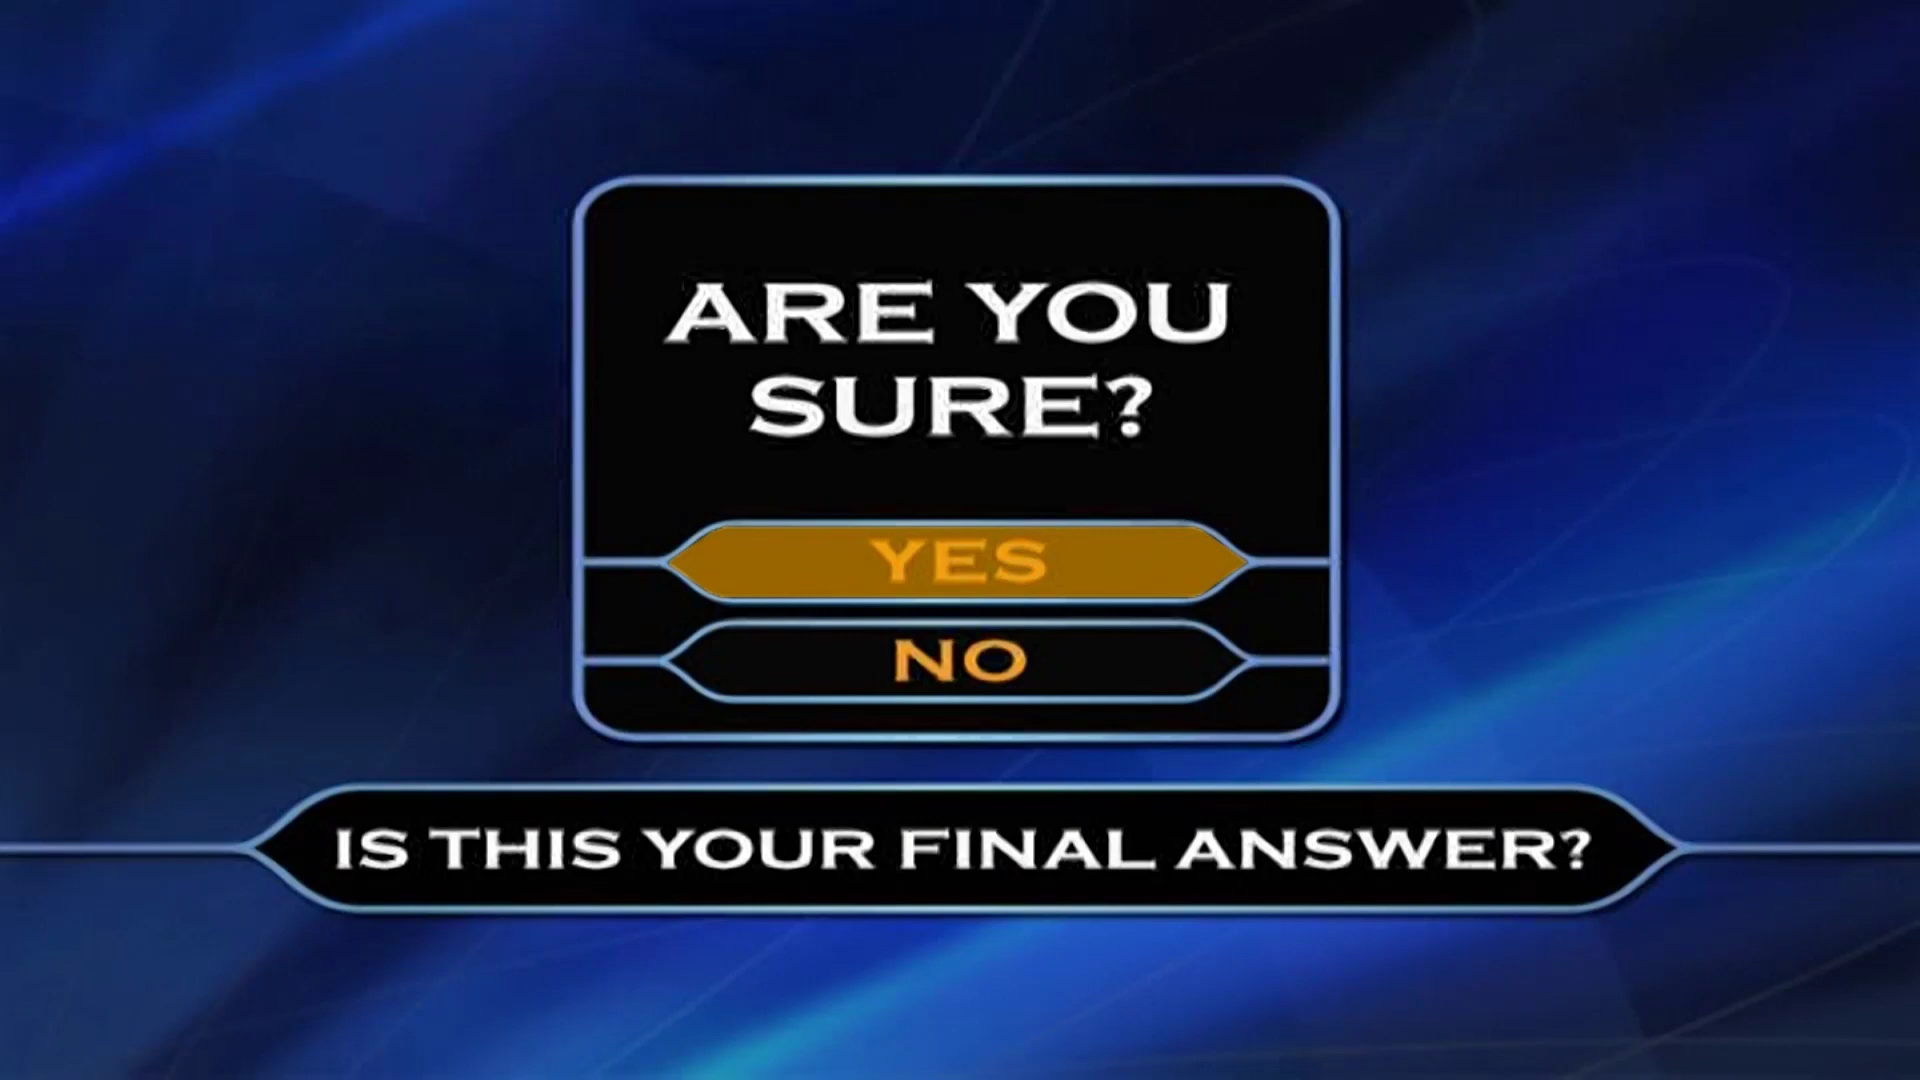 ARE YOU
SURE?
YES
NO
IS THIS YOUR FINAL ANSWER?